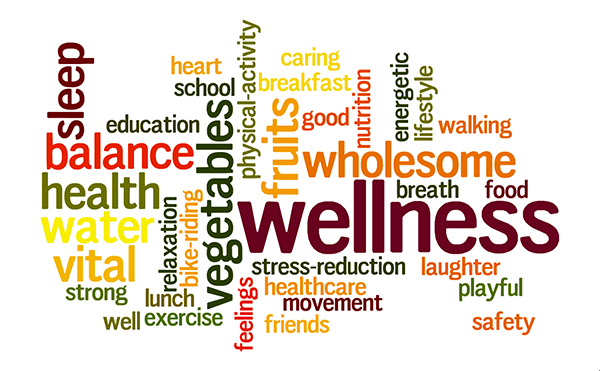 sleep
heart
school
education
balance
health
water
vital
strong
well
lunch
exercise
relaxation
bike-riding
vegetables
physical-activity
caring
breakfast
fruits
good
nutrition
energetic
lifestyle
walking
wholesome
breath
food
wellness
stress-reduction
laughter
feelings
healthcare
playful
movement
friends
safety